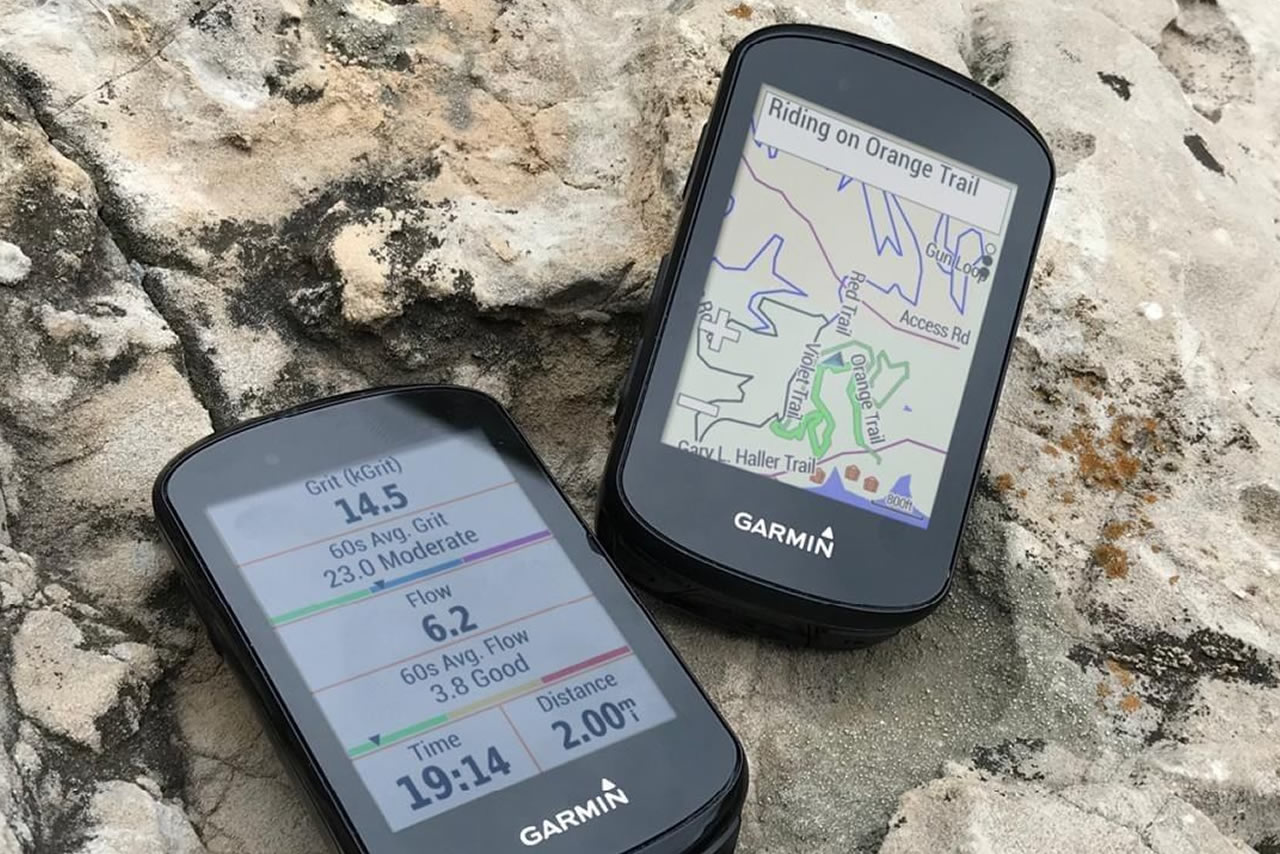 Grit (kGrit)
14.5
60s Avg. Grit
23.0 Moderate
Flow
6.2
60s Avg. Flow
3.8 Good
Time
19:14
Distance
2.00mi
GARMIN
Riding on Orange Trail
Gun Loop
Red Trail
Access Rd
Rd
Violet Trail
Orange Trail
Gary L. Haller Trail
800ft
GARMIN